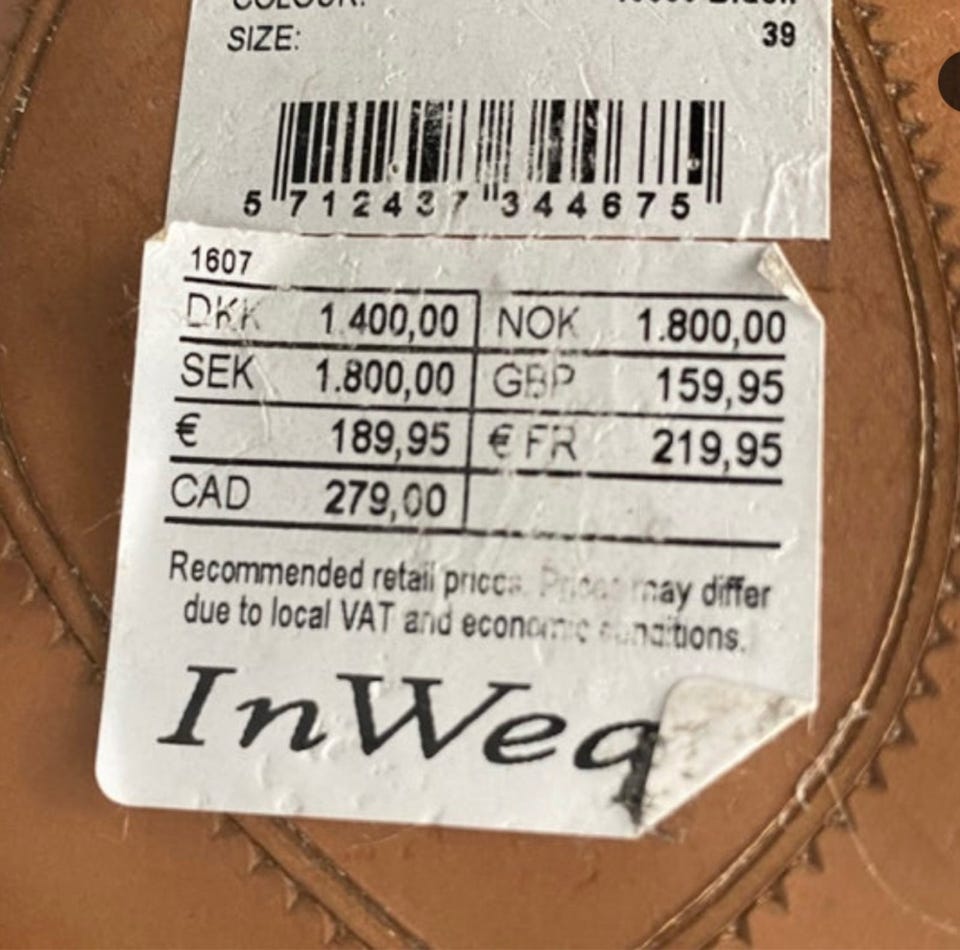 SIZE: 39
5 712437 344675
1607
DKK 1.400,00 NOK 1.800,00
SEK 1.800,00 GBP 159,95
€ 189,95 € FR 219,95
CAD 279,00
Recommended retail prices. Prices may differ
due to local VAT and economic conditions.
InWeq